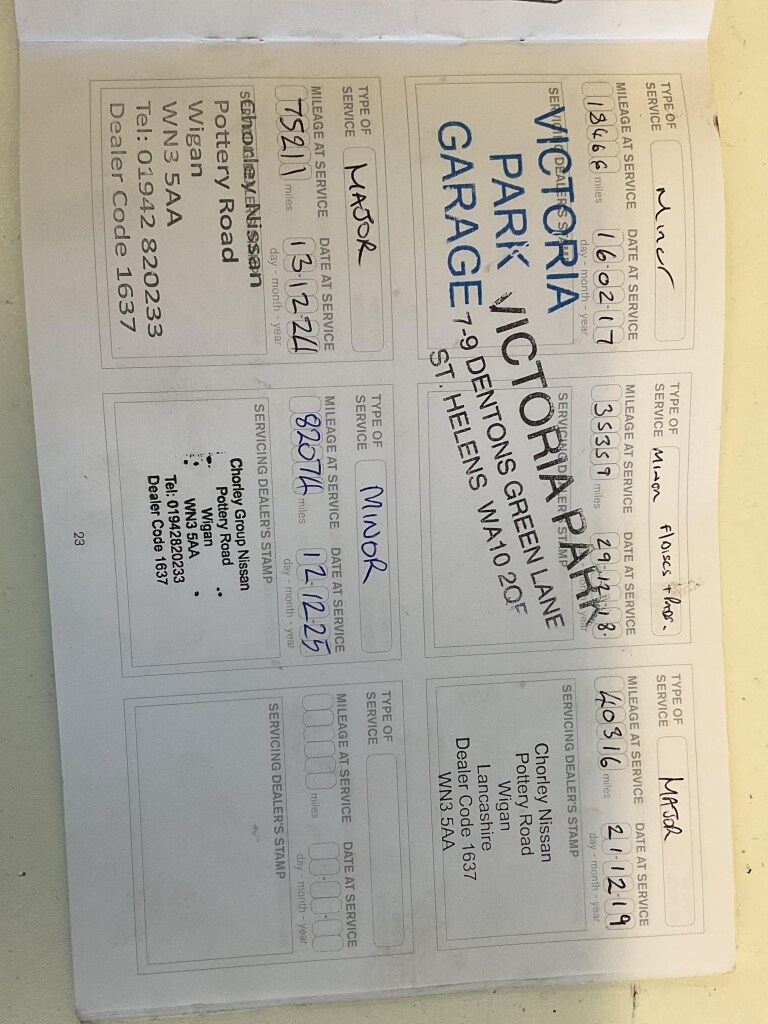 TYPE OF
SERVICE
MILEAGE AT SERVICE DATE AT SERVICE
18466 miles 16·02·17
day - month - year
SERVICING DEALER'S STAMP
VICTORIA
PARK
GARAGE
TYPE OF
SERVICE Minor
MILEAGE AT SERVICE DATE AT SERVICE
35359 miles 29·12·18
SERVICING DEALER'S STAMP
VICTORIA PARK
7-9 DENTONS GREEN LANE
ST. HELENS WA10 2QF
TYPE OF
SERVICE MAJOR
MILEAGE AT SERVICE DATE AT SERVICE
40316 miles 21·12·19
day - month - year
SERVICING DEALER'S STAMP
Chorley Nissan
Pottery Road
Wigan
Lancashire
Dealer Code 1637
WN3 5AA
TYPE OF
SERVICE MAJOR
MILEAGE AT SERVICE DATE AT SERVICE
75211 miles 13·12·24
day - month - year
SERVICING DEALER'S STAMP
Chorley Nissan
Pottery Road
Wigan
WN3 5AA
Tel: 01942 820233
Dealer Code 1637
TYPE OF
SERVICE MINOR
MILEAGE AT SERVICE DATE AT SERVICE
82074 miles 12·12·25
day - month - year
SERVICING DEALER'S STAMP
Chorley Group Nissan
Pottery Road
Wigan
WN3 5AA
Tel: 01942820233
Dealer Code 1637
TYPE OF
SERVICE
MILEAGE AT SERVICE DATE AT SERVICE
miles
day - month - year
SERVICING DEALER'S STAMP
23